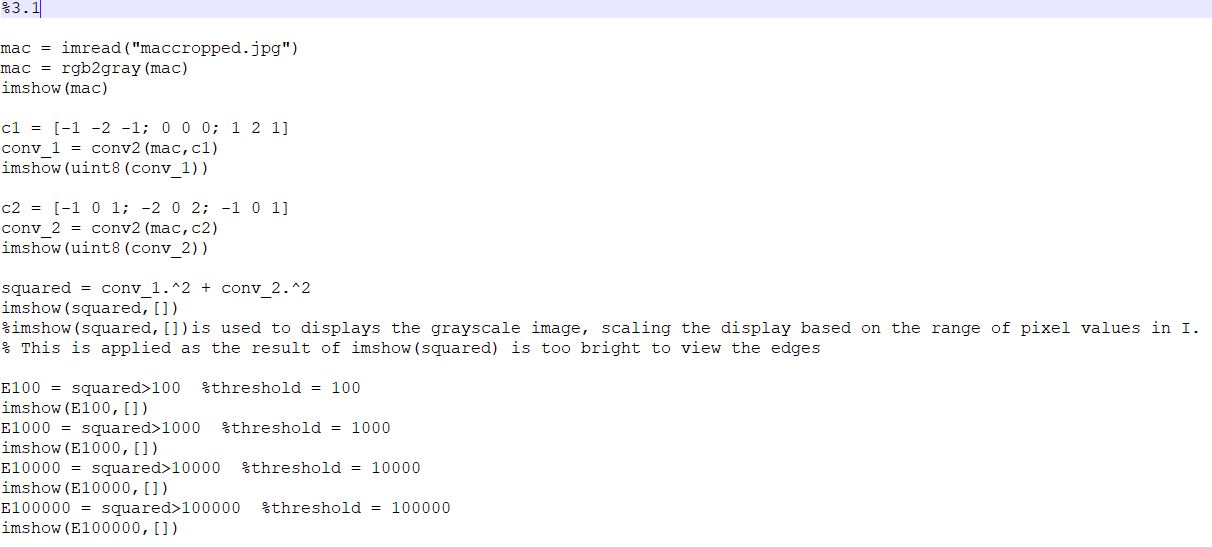 %3.1
mac = imread("maccropped.jpg")
mac = rgb2gray(mac)
imshow(mac)
c1 = [-1 -2 -1; 0 0 0; 1 2 1]
conv_1 = conv2(mac,c1)
imshow(uint8(conv_1))
c2 = [-1 0 1; -2 0 2; -1 0 1]
conv_2 = conv2(mac,c2)
imshow(uint8(conv_2))
squared = conv_1.^2 + conv_2.^2
imshow(squared,[])
%imshow(squared,[])is used to displays the grayscale image, scaling the display based on the range of pixel values in I.
% This is applied as the result of imshow(squared) is too bright to view the edges
E100 = squared>100  %threshold = 100
imshow(E100,[])
E1000 = squared>1000  %threshold = 1000
imshow(E1000,[])
E10000 = squared>10000  %threshold = 10000
imshow(E10000,[])
E100000 = squared>100000  %threshold = 100000
imshow(E100000,[])